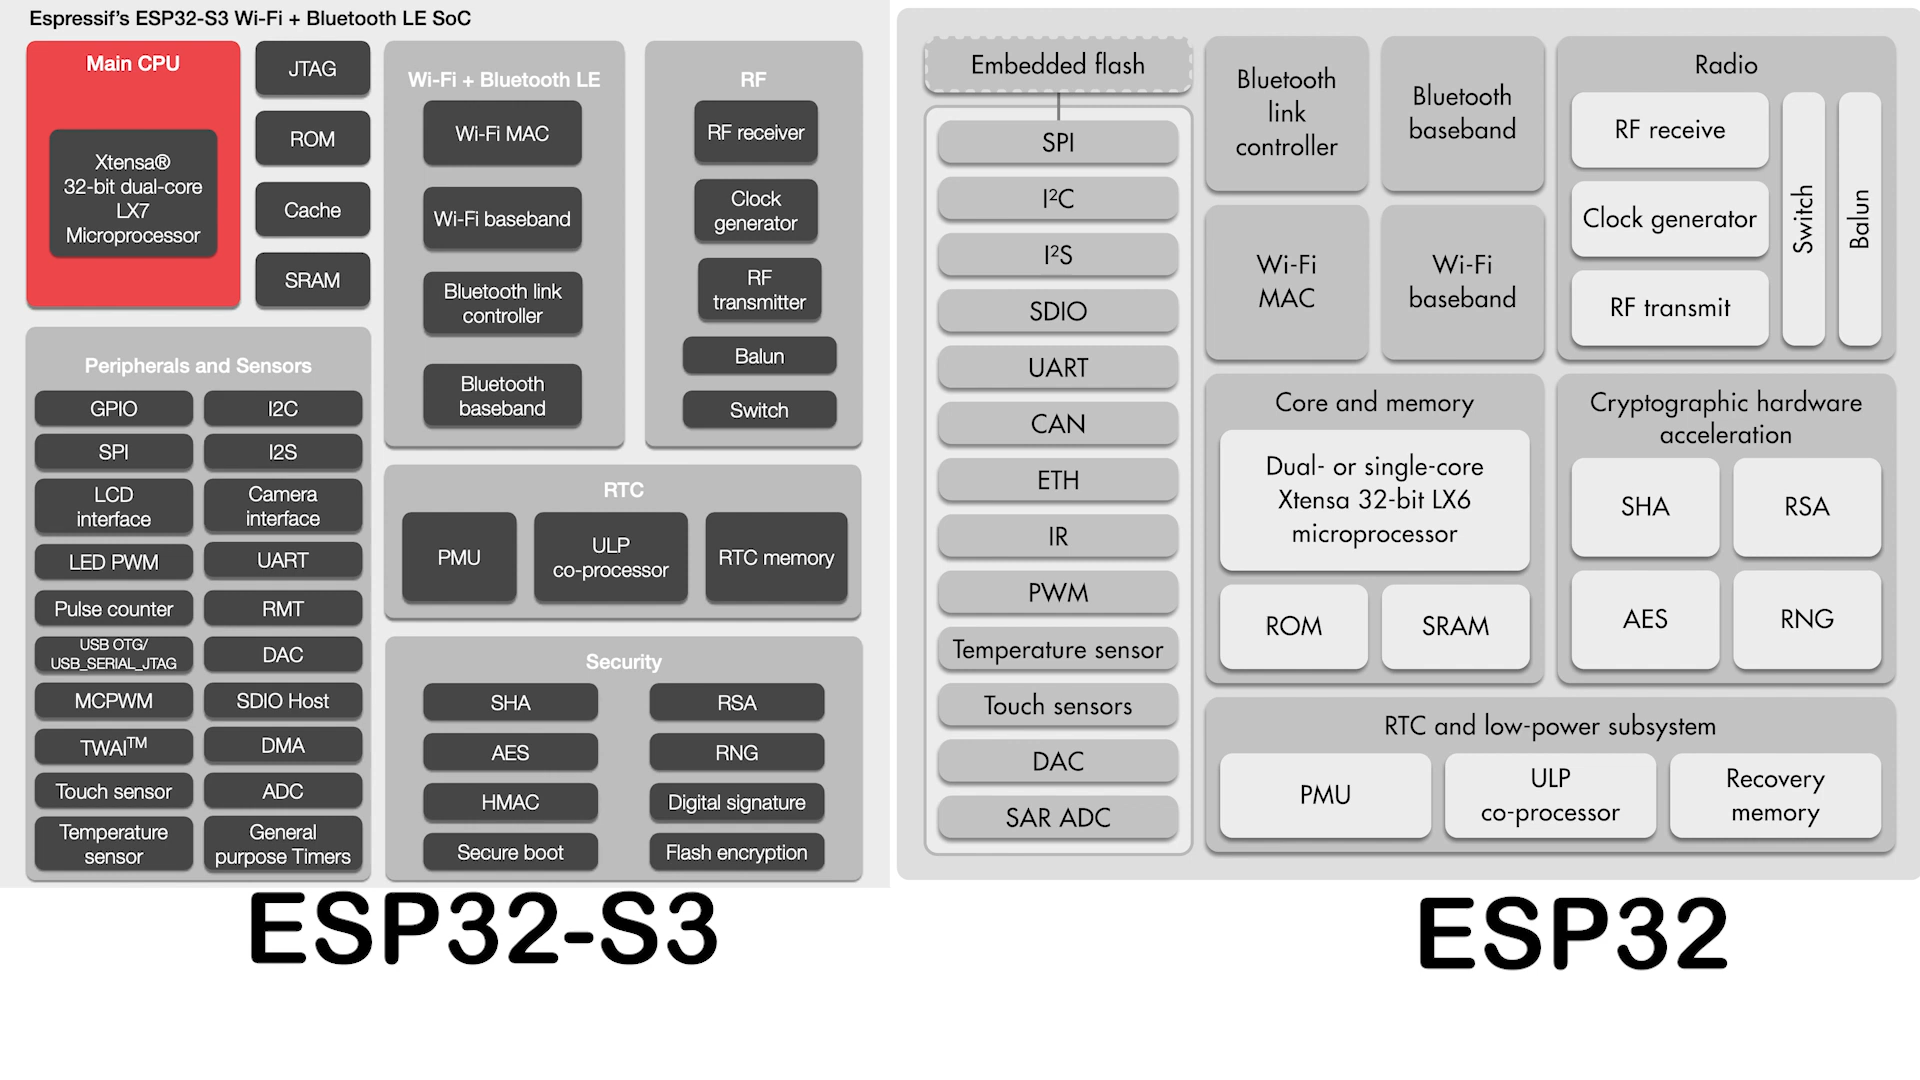 Espressif's ESP32-S3 Wi-Fi + Bluetooth LE SoC
Main CPU
Xtensa®
32-bit dual-core
LX7
Microprocessor
JTAG
ROM
Cache
SRAM
Wi-Fi + Bluetooth LE
Wi-Fi MAC
Wi-Fi baseband
Bluetooth link
controller
Bluetooth
baseband
RF
RF receiver
Clock
generator
RF
transmitter
Balun
Switch
Peripherals and Sensors
GPIO
I2C
SPI
I2S
LCD
interface
Camera
interface
LED PWM
UART
Pulse counter
RMT
USB OTG/
USB_SERIAL_JTAG
DAC
MCPWM
SDIO Host
TWAI™
DMA
Touch sensor
ADC
Temperature
sensor
General
purpose Timers
RTC
PMU
ULP
co-processor
RTC memory
Security
SHA
RSA
AES
RNG
HMAC
Digital signature
Secure boot
Flash encryption
ESP32-S3
Embedded flash
SPI
I²C
I²S
SDIO
UART
CAN
ETH
IR
PWM
Temperature sensor
Touch sensors
DAC
SAR ADC
Bluetooth
link
controller
Bluetooth
baseband
Wi-Fi
MAC
Wi-Fi
baseband
Radio
RF receive
Clock generator
RF transmit
Switch
Balun
Core and memory
Dual- or single-core
Xtensa 32-bit LX6
microprocessor
ROM
SRAM
Cryptographic hardware
acceleration
SHA
RSA
AES
RNG
RTC and low-power subsystem
PMU
ULP
co-processor
Recovery
memory
ESP32